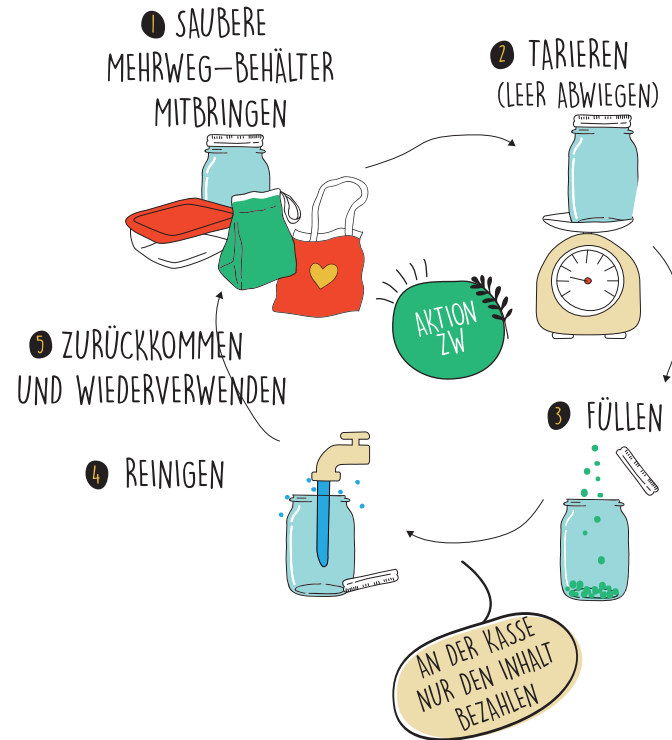 1 SAUBERE
MEHRWEG–BEHÄLTER
MITBRINGEN
2 TARIEREN
(LEER ABWIEGEN)
AKTION
ZW
3 FÜLLEN
AN DER KASSE
NUR DEN INHALT
BEZAHLEN
4 REINIGEN
5 ZURÜCKKOMMEN
UND WIEDERVERWENDEN